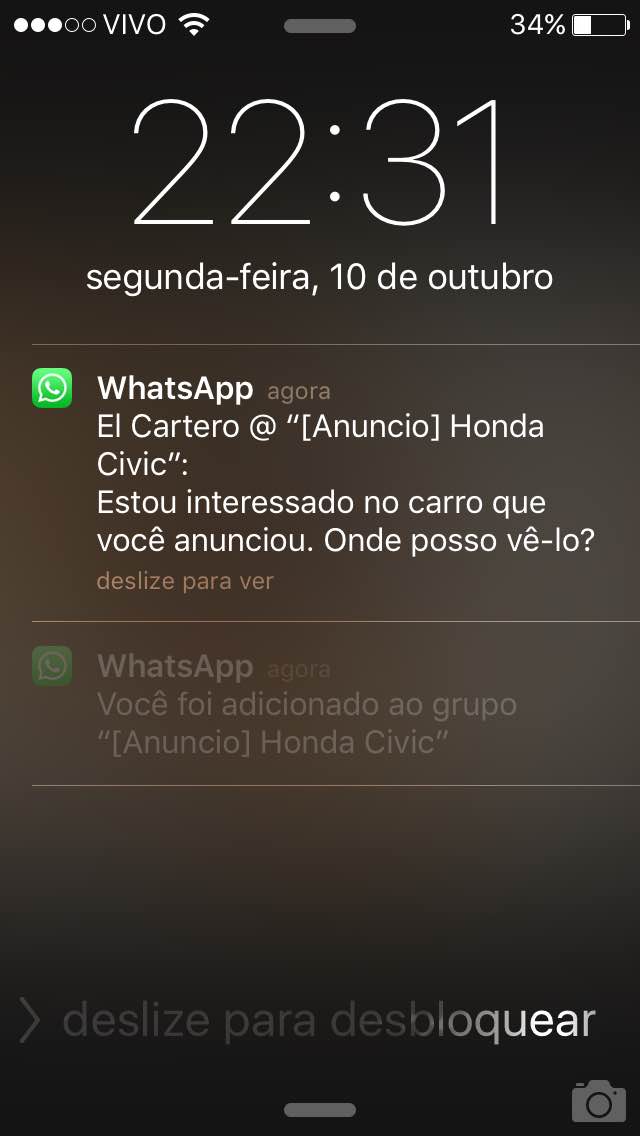 VIVO 34%
22:31
segunda-feira, 10 de outubro
WhatsApp agora
El Cartero @ “[Anuncio] Honda
Civic”:
Estou interessado no carro que
você anunciou. Onde posso vê-lo?
deslize para ver
WhatsApp agora
Você foi adicionado ao grupo
“[Anuncio] Honda Civic”
deslize para desbloquear